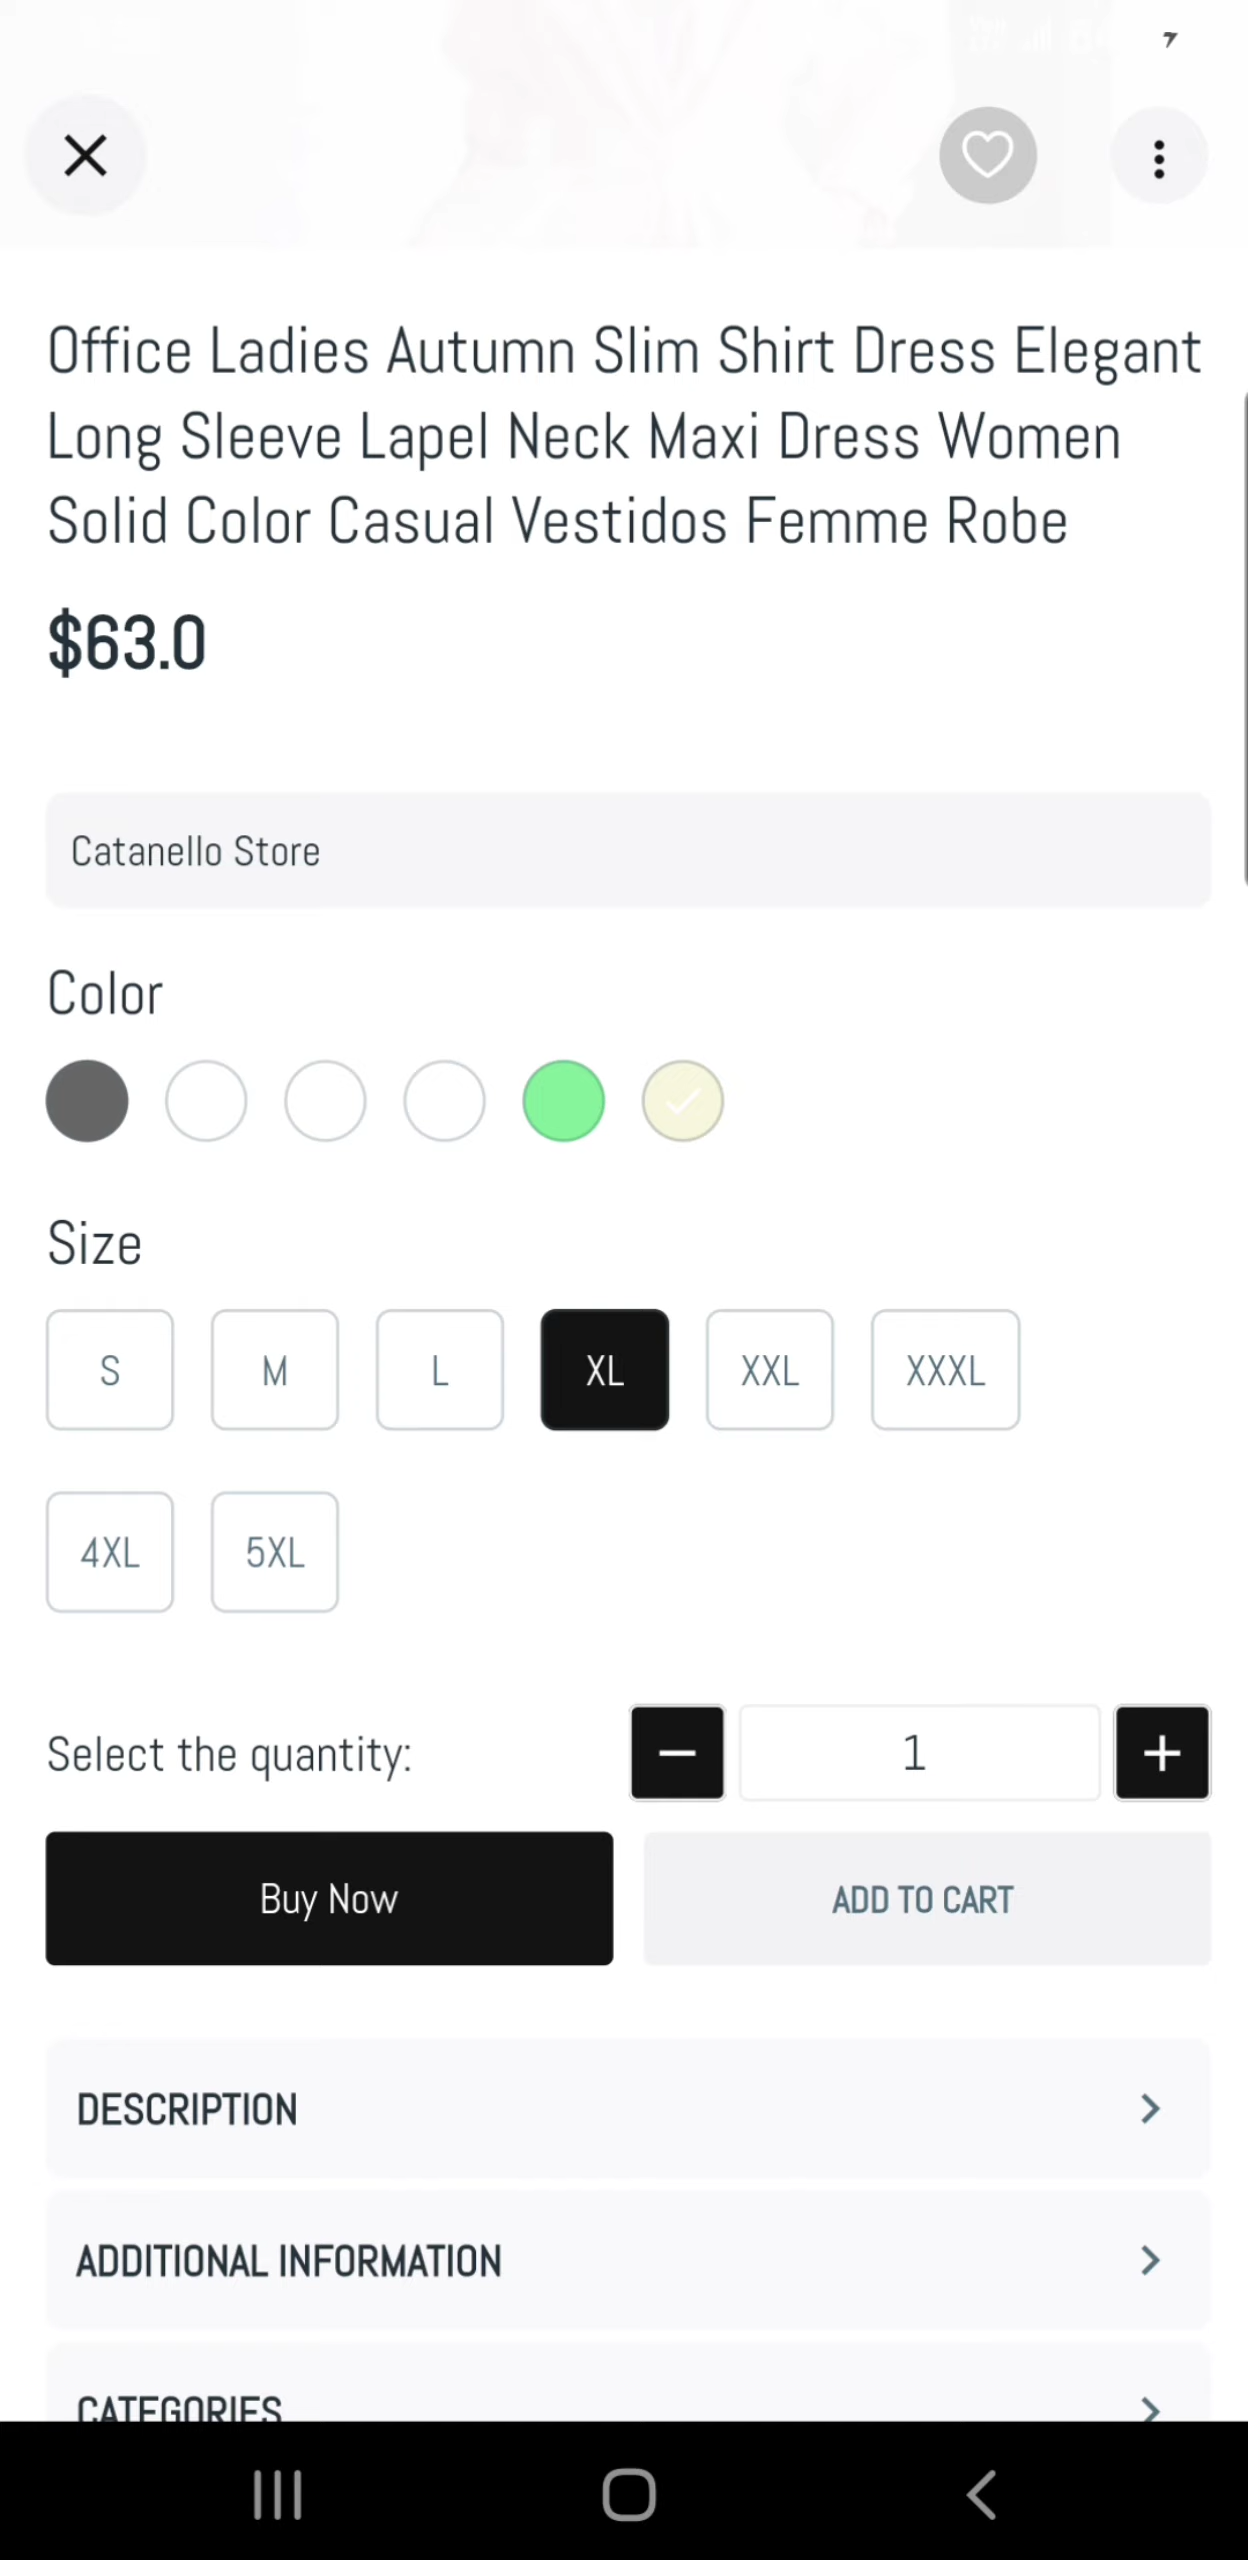 Office Ladies Autumn Slim Shirt Dress Elegant
Long Sleeve Lapel Neck Maxi Dress Women
Solid Color Casual Vestidos Femme Robe
$63.0
Catanello Store
Color
Size
S M L XL XXL XXXL
4XL 5XL
Select the quantity: 1
Buy Now ADD TO CART
DESCRIPTION
ADDITIONAL INFORMATION
CATEGORIES